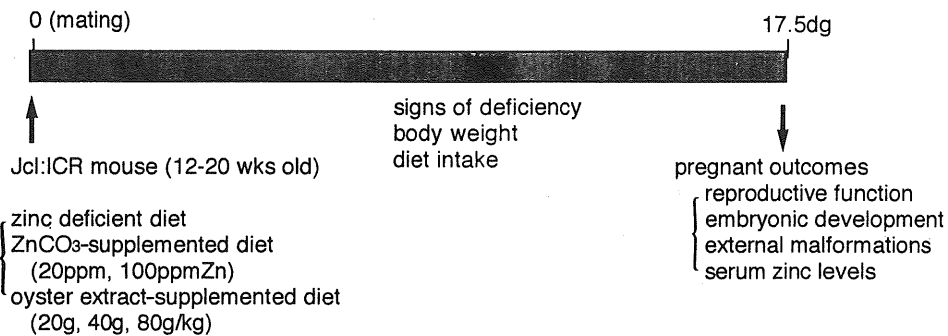 0 (mating)
17.5dg
signs of deficiency
body weight
diet intake
Jcl:ICR mouse (12-20 wks old)
zinc deficient diet
ZnCO3-supplemented diet
(20ppm, 100ppmZn)
oyster extract-supplemented diet
(20g, 40g, 80g/kg)
pregnant outcomes
reproductive function
embryonic development
external malformations
serum zinc levels